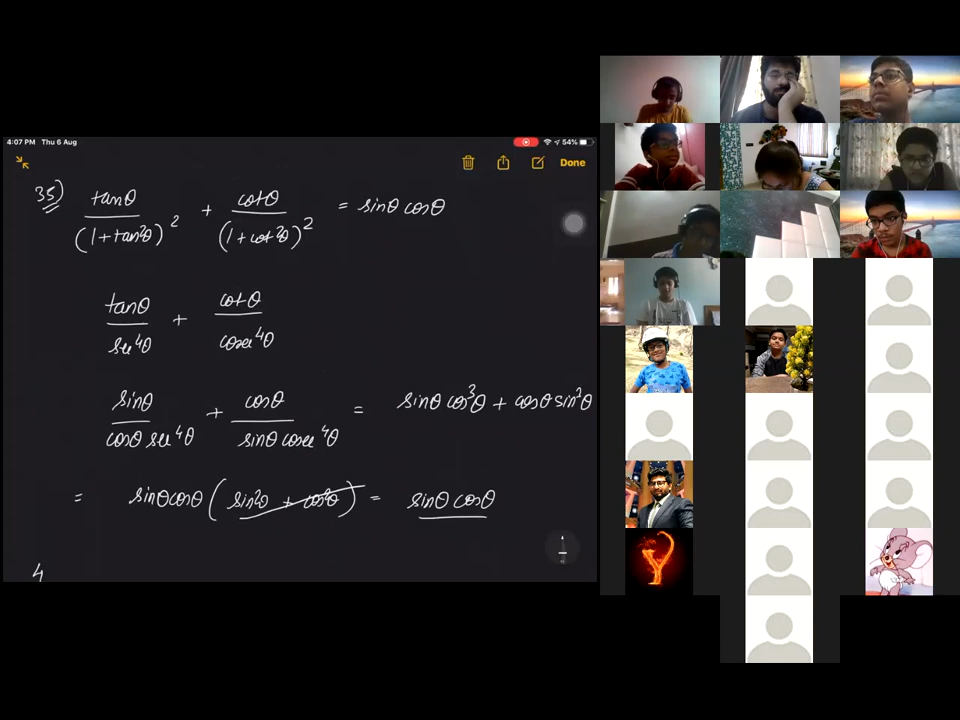 4:07 PM Thu 6 Aug 54%
Done
35) tanθ / (1+tan²θ)² + cotθ / (1+cot²θ)² = sinθ cosθ
tanθ / sec⁴θ + cotθ / cosec⁴θ
sinθ / cosθ sec⁴θ + cosθ / sinθ cosec⁴θ = sinθ cos³θ + cosθ sin³θ
= sinθ cosθ (sin²θ + cos²θ) = sinθ cosθ
4